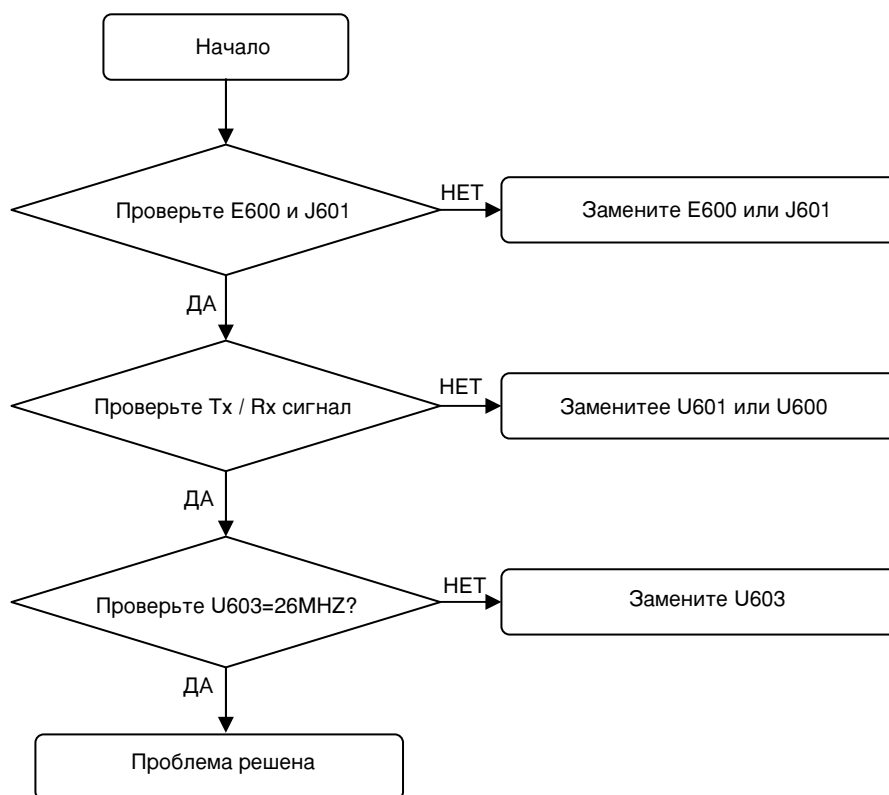 Начало
Проверьте E600 и J601
НЕТ
Замените E600 или J601
ДА
Проверьте Tx / Rx сигнал
НЕТ
Заменитее U601 или U600
ДА
Проверьте U603=26MHZ?
НЕТ
Замените U603
ДА
Проблема решена